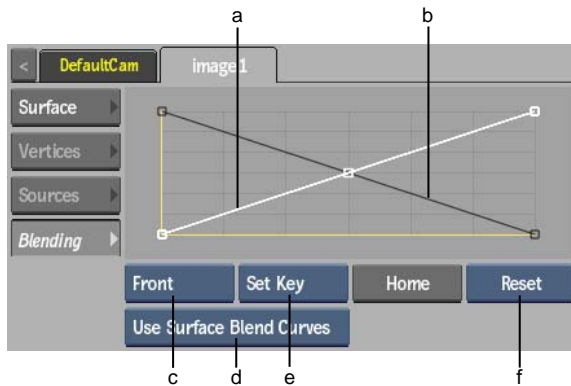 a b
< DefaultCam image1
Surface
Vertices
Sources
Blending
Front Set Key Home Reset
Use Surface Blend Curves
c d e f